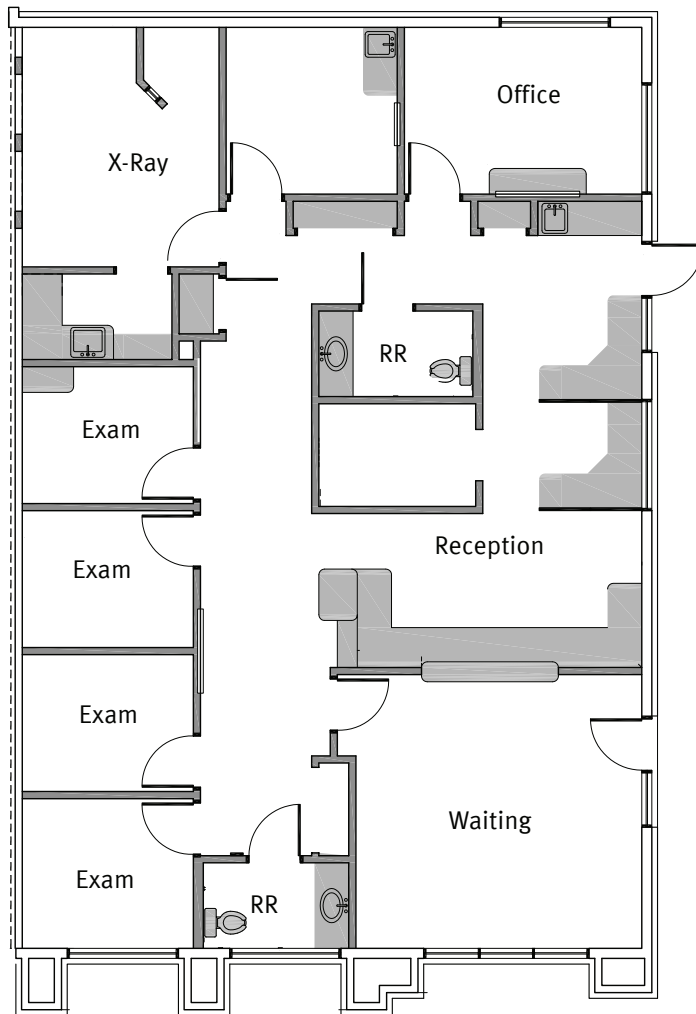 Office
X-Ray
RR
Exam
Exam
Reception
Exam
Waiting
Exam
RR